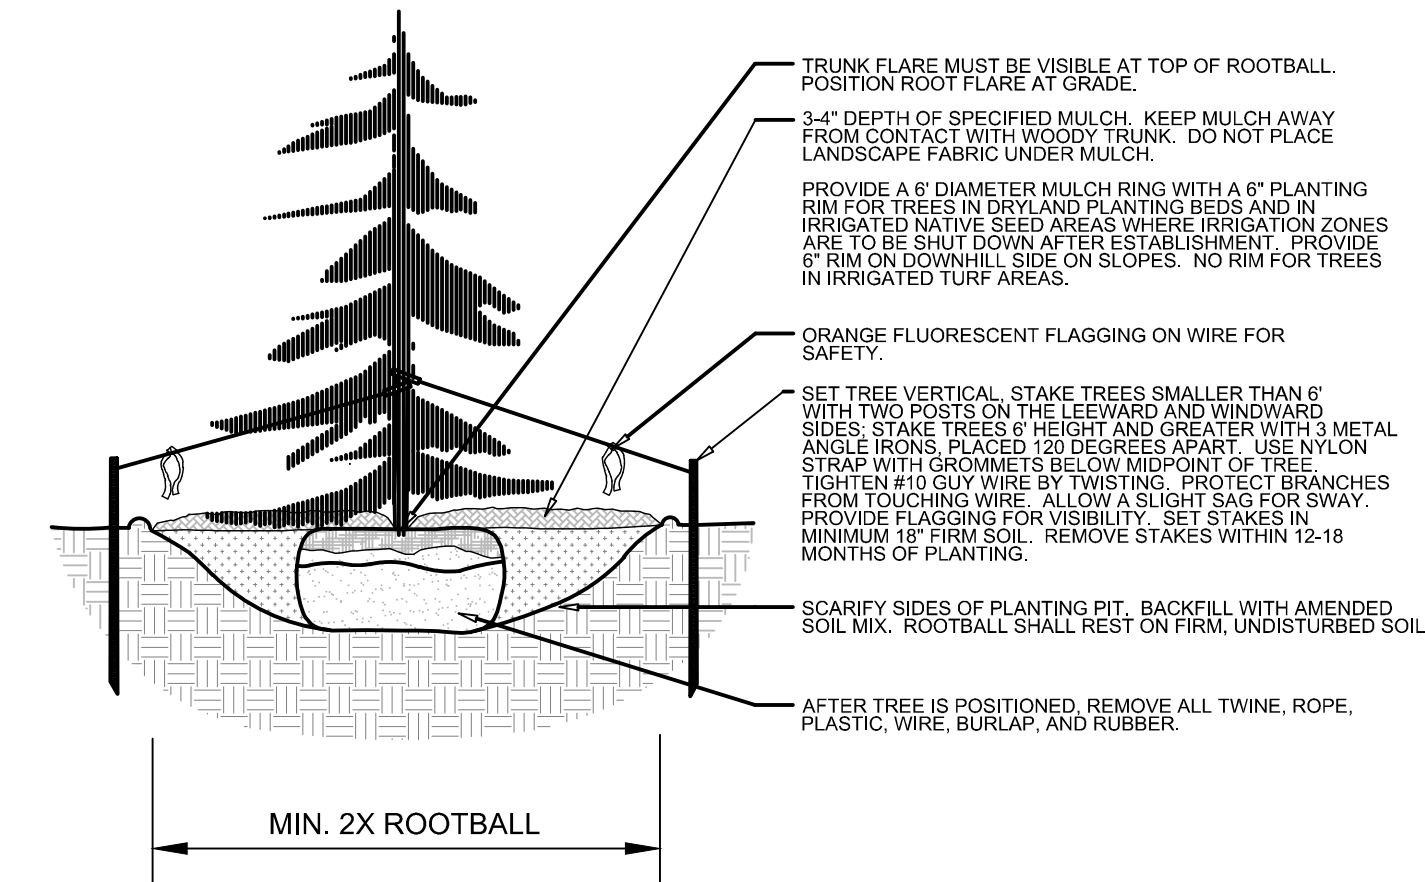 TRUNK FLARE MUST BE VISIBLE AT TOP OF ROOTBALL.
POSITION ROOT FLARE AT GRADE.
3-4" DEPTH OF SPECIFIED MULCH. KEEP MULCH AWAY
FROM CONTACT WITH WOODY TRUNK. DO NOT PLACE
LANDSCAPE FABRIC UNDER MULCH.
PROVIDE A 6' DIAMETER MULCH RING WITH A 6" PLANTING
RIM FOR TREES IN DRYLAND PLANTING BEDS AND IN
IRRIGATED NATIVE SEED AREAS WHERE IRRIGATION ZONES
ARE TO BE SHUT DOWN AFTER ESTABLISHMENT. PROVIDE
6" RIM ON DOWNHILL SIDE ON SLOPES. NO RIM FOR TREES
IN IRRIGATED TURF AREAS.
ORANGE FLUORESCENT FLAGGING ON WIRE FOR
SAFETY.
SET TREE VERTICAL, STAKE TREES SMALLER THAN 6'
WITH TWO POSTS ON THE LEEWARD AND WINDWARD
SIDES; STAKE TREES 6' HEIGHT AND GREATER WITH 3 METAL
ANGLE IRONS, PLACED 120 DEGREES APART. USE NYLON
STRAP WITH GROMMETS BELOW MIDPOINT OF TREE.
TIGHTEN #10 GUY WIRE BY TWISTING. PROTECT BRANCHES
FROM TOUCHING WIRE. ALLOW A SLIGHT SAG FOR SWAY.
PROVIDE FLAGGING FOR VISIBILITY. SET STAKES IN
MINIMUM 18" FIRM SOIL. REMOVE STAKES WITHIN 12-18
MONTHS OF PLANTING.
SCARIFY SIDES OF PLANTING PIT. BACKFILL WITH AMENDED
SOIL MIX. ROOTBALL SHALL REST ON FIRM, UNDISTURBED SOIL
AFTER TREE IS POSITIONED, REMOVE ALL TWINE, ROPE,
PLASTIC, WIRE, BURLAP, AND RUBBER.
MIN. 2X ROOTBALL